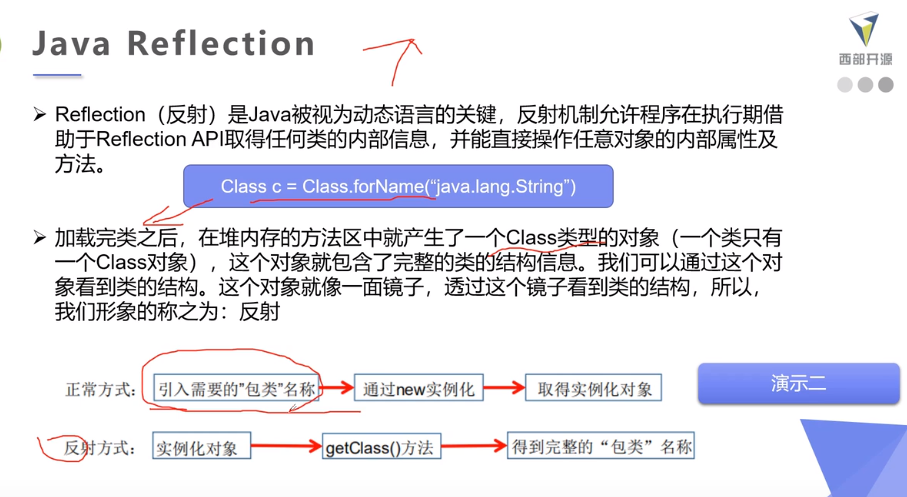 Java Reflection
西部开源
Reflection（反射）是Java被视为动态语言的关键，反射机制允许程序在执行期借
助于Reflection API取得任何类的内部信息，并能直接操作任意对象的内部属性及
方法。
Class c = Class.forName(“java.lang.String”)
加载完类之后，在堆内存的方法区中就产生了一个Class类型的对象（一个类只有
一个Class对象），这个对象就包含了完整的类的结构信息。我们可以通过这个对
象看到类的结构。这个对象就像一面镜子，透过这个镜子看到类的结构，所以，
我们形象的称之为：反射
正常方式： 引入需要的”包类”名称 通过new实例化 取得实例化对象
演示二
反射方式： 实例化对象 getClass()方法 得到完整的“包类”名称